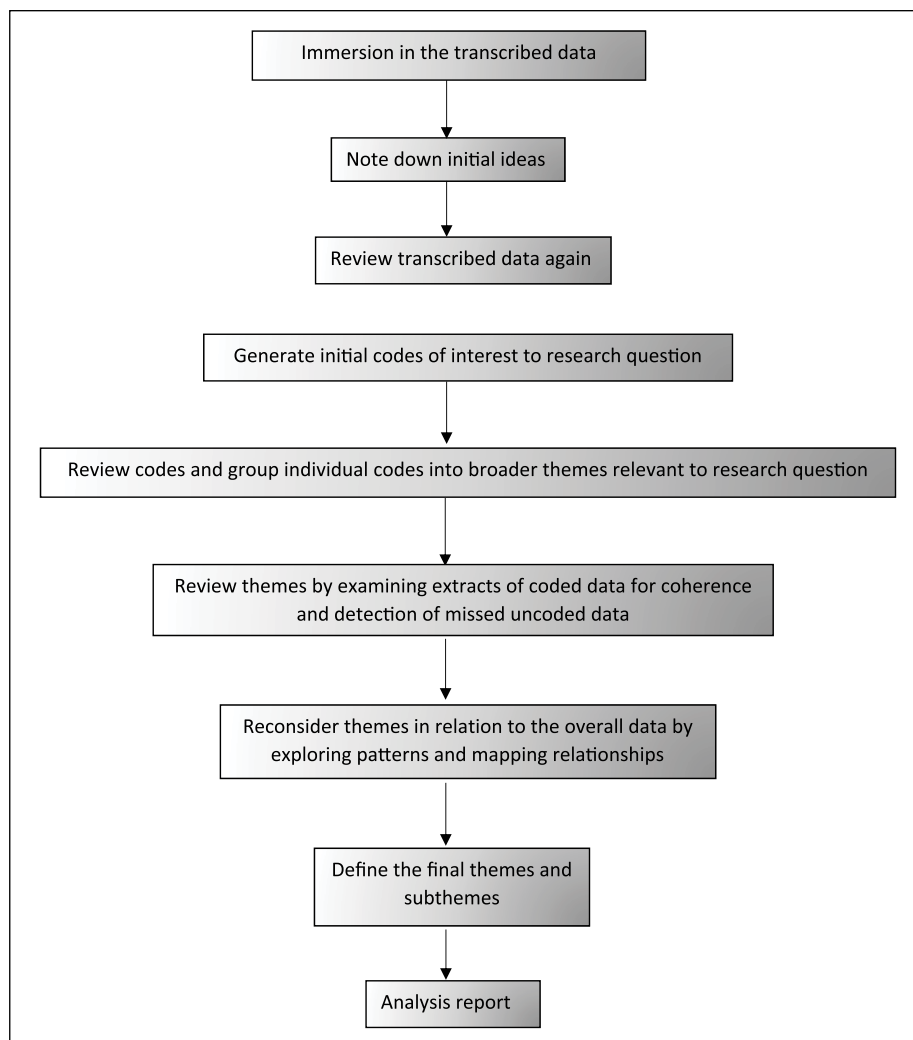 Immersion in the transcribed data
Note down initial ideas
Review transcribed data again
Generate initial codes of interest to research question
Review codes and group individual codes into broader themes relevant to research question
Review themes by examining extracts of coded data for coherence
and detection of missed uncoded data
Reconsider themes in relation to the overall data by
exploring patterns and mapping relationships
Define the final themes and
subthemes
Analysis report